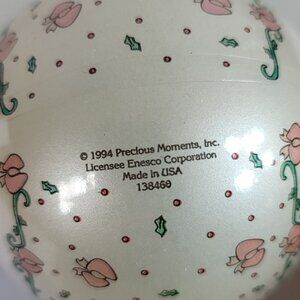 © 1994 Precious Moments, Inc.
Licensee Enesco Corporation
Made in USA
138460